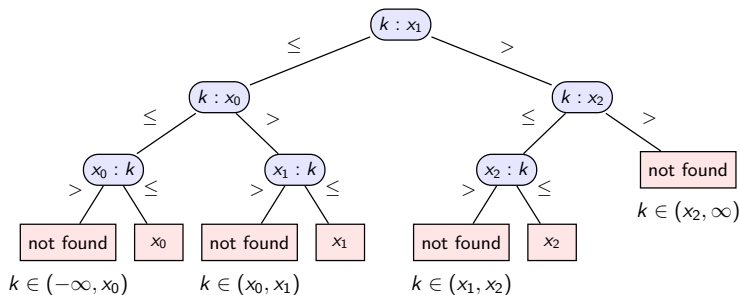 k : x₁
≤ >
k : x₀ k : x₂
≤ > ≤ >
x₀ : k x₁ : k x₂ : k not found
> ≤ > ≤ > ≤ k ∈ (x₂, ∞)
not found x₀ not found x₁ not found x₂
k ∈ (−∞, x₀) k ∈ (x₀, x₁) k ∈ (x₁, x₂)